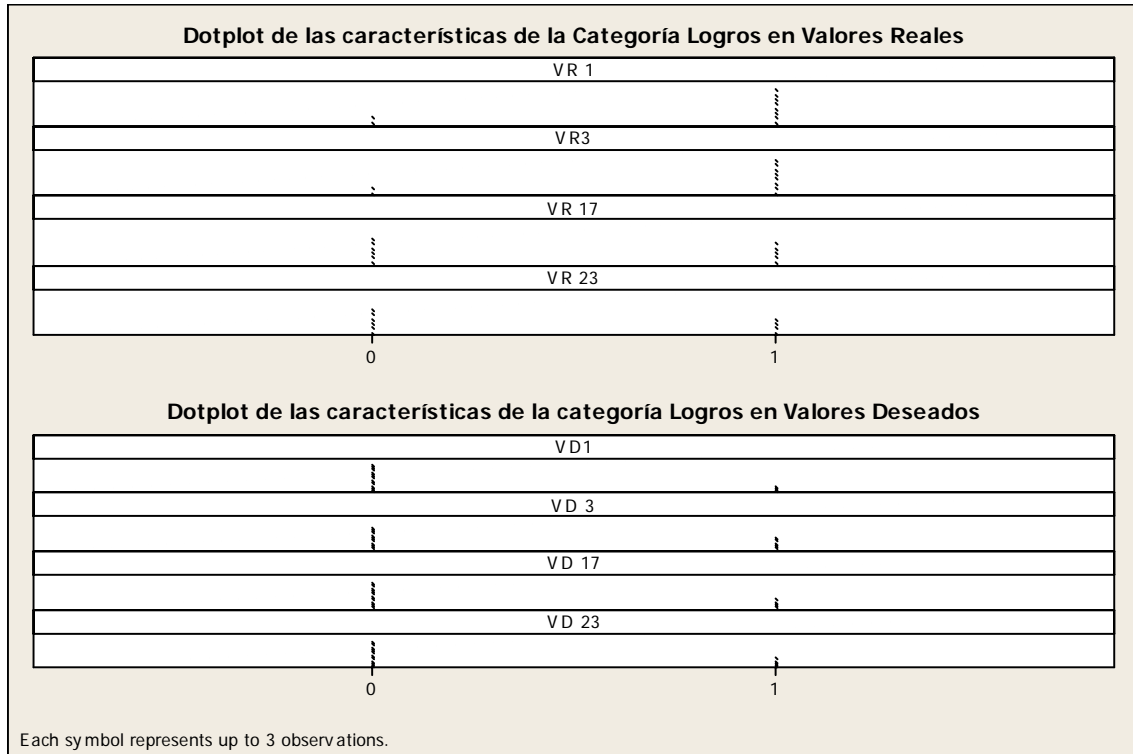 Dotplot de las características de la Categoría Logros en Valores Reales
VR 1
VR3
VR 17
VR 23
0 1
Dotplot de las características de la categoría Logros en Valores Deseados
VD1
VD 3
VD 17
VD 23
0 1
Each symbol represents up to 3 observations.